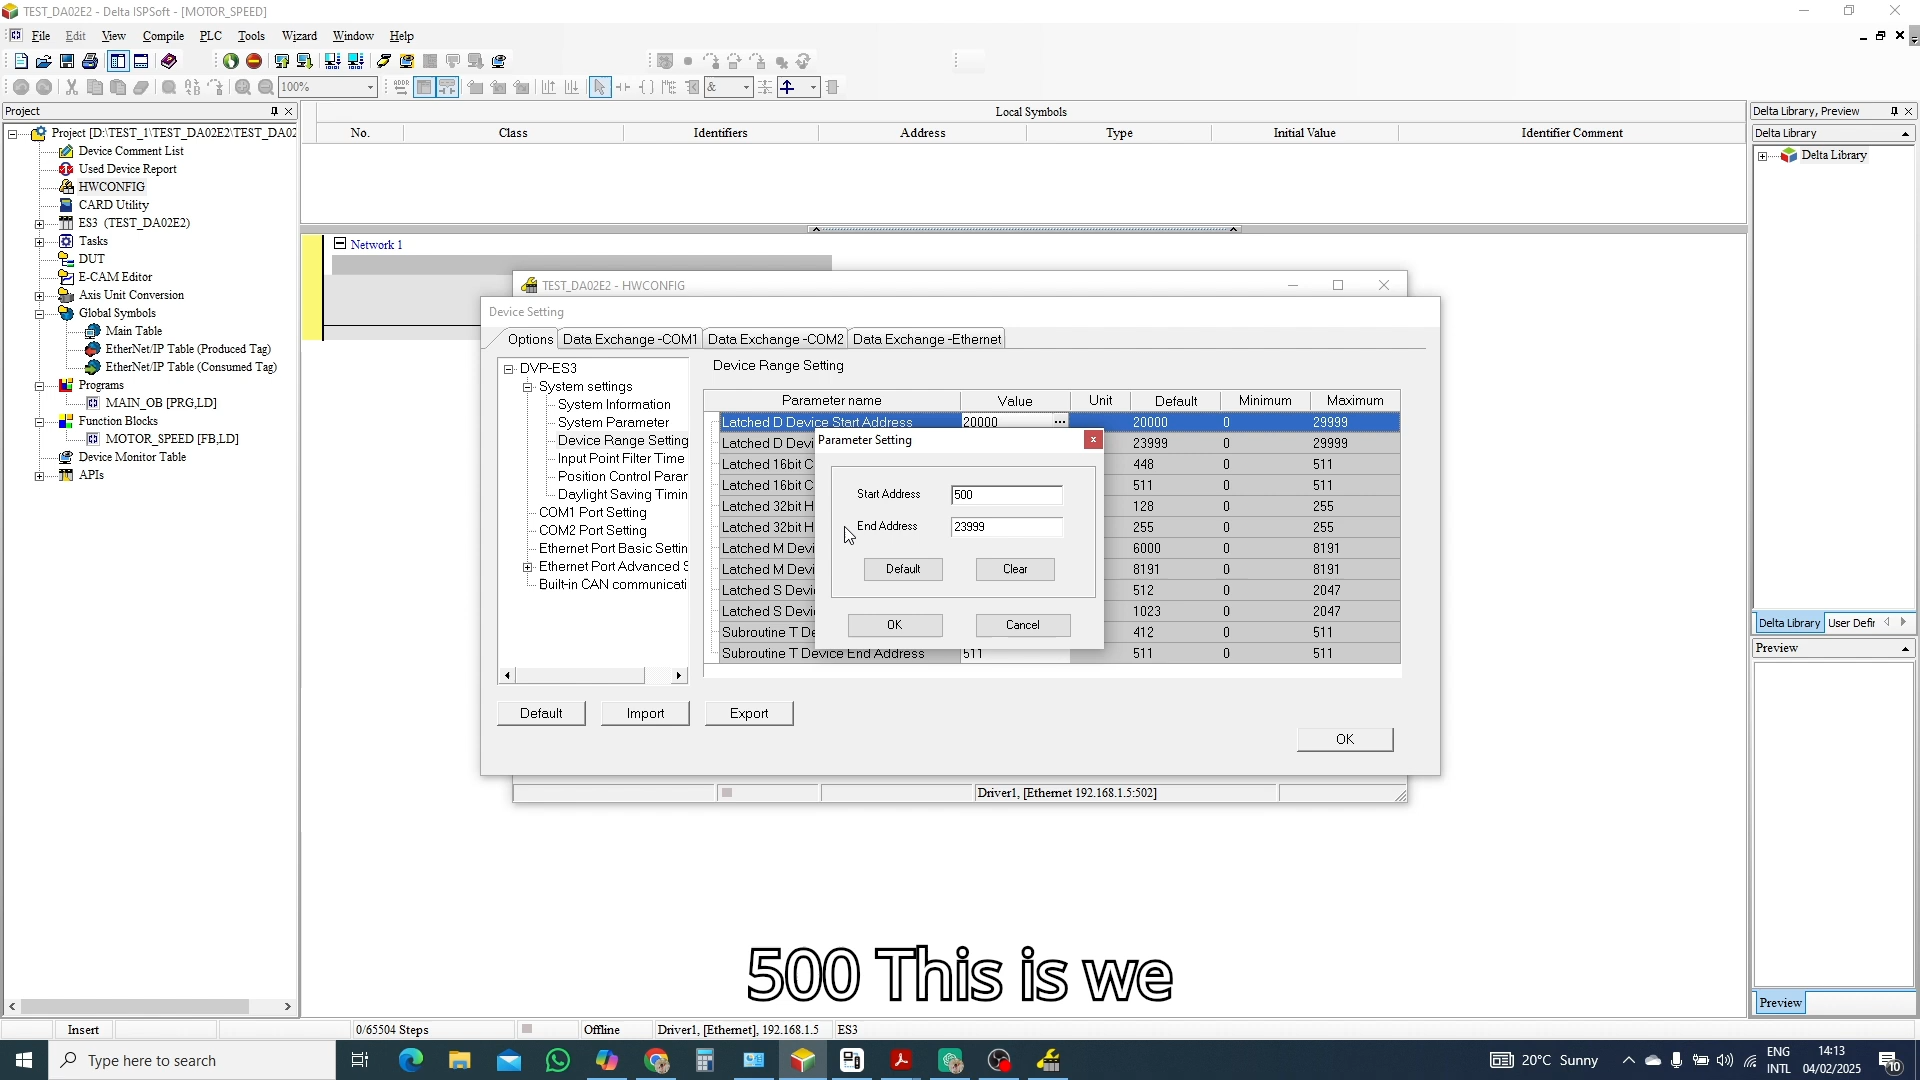 TEST_DA02E2 - Delta ISPSoft - [MOTOR_SPEED]
File Edit View Compile PLC Tools Wizard Window Help
100%
&
Project
Project [D:\TEST_1\TEST_DA02E2\TEST_DA02
Device Comment List
Used Device Report
HWCONFIG
CARD Utility
ES3 (TEST_DA02E2)
Tasks
DUT
E-CAM Editor
Axis Unit Conversion
Global Symbols
Main Table
EtherNet/IP Table (Produced Tag)
EtherNet/IP Table (Consumed Tag)
Programs
MAIN_OB [PRG,LD]
Function Blocks
MOTOR_SPEED [FB,LD]
Device Monitor Table
APIs
Local Symbols
No. Class Identifiers Address Type Initial Value Identifier Comment
Network 1
TEST_DA02E2 - HWCONFIG
Device Setting
Options Data Exchange -COM1 Data Exchange -COM2 Data Exchange -Ethernet
DVP-ES3
System settings
System Information
System Parameter
Device Range Setting
Input Point Filter Time
Position Control Parar
Daylight Saving Timin
COM1 Port Setting
COM2 Port Setting
Ethernet Port Basic Settin
Ethernet Port Advanced S
Built-in CAN communicati
Device Range Setting
Parameter name Value Unit Default Minimum Maximum
Latched D Device Start Address 20000 ... 20000 0 29999
Latched D Devi 23999 0 29999
Latched 16bit C 448 0 511
Latched 16bit C 511 0 511
Latched 32bit H 128 0 255
Latched 32bit H 255 0 255
Latched M Devi 6000 0 8191
Latched M Devi 8191 0 8191
Latched S Devi 512 0 2047
Latched S Devi 1023 0 2047
Subroutine T De 412 0 511
Subroutine T Device End Address 511 511 0 511
Parameter Setting
Start Address 500
End Address 23999
Default Clear
OK Cancel
Default Import Export
OK
Driver1, [Ethernet 192.168.1.5:502]
Delta Library, Preview
Delta Library
Delta Library
Delta Library User Defir
Preview
Preview
500 This is we
Insert 0/65504 Steps Offline Driver1, [Ethernet], 192.168.1.5 ES3
Type here to search
20°C Sunny
ENG
INTL
14:13
04/02/2025
10